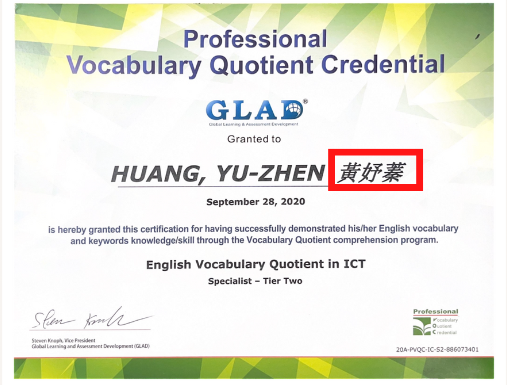 Professional
Vocabulary Quotient Credential
GLAD®
Global Learning & Assessment Development
Granted to
HUANG, YU-ZHEN 黃妤蓁
September 28, 2020
is hereby granted this certification for having successfully demonstrated his/her English vocabulary
and keywords knowledge/skill through the Vocabulary Quotient comprehension program.
English Vocabulary Quotient in ICT
Specialist – Tier Two
Steven Knoph, Vice-President
Global Learning and Assessment Development (GLAD)
Professional
Vocabulary
Quotient
Credential
20A-PVQC-IC-S2-886073401